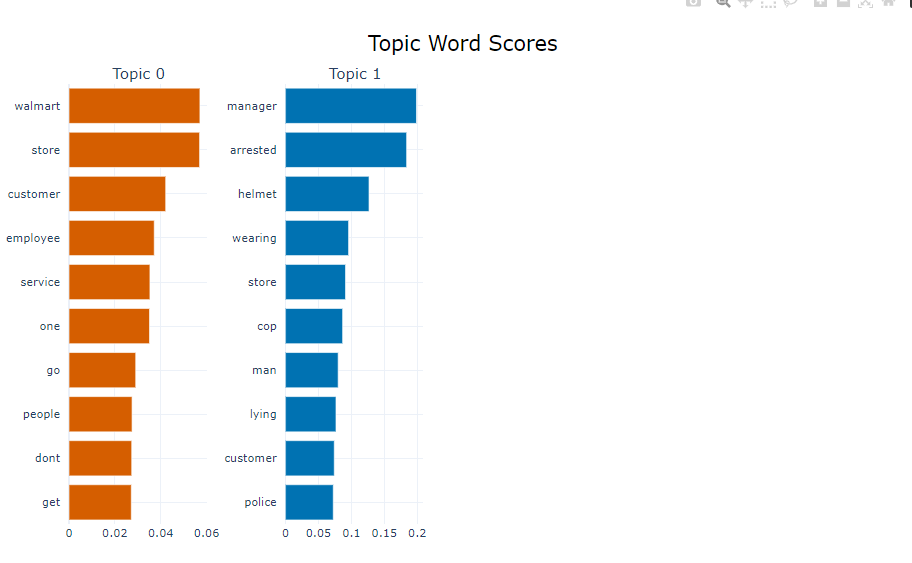 Topic Word Scores
Topic 0
walmart
store
customer
employee
service
one
go
people
dont
get
0 0.02 0.04 0.06
Topic 1
manager
arrested
helmet
wearing
store
cop
man
lying
customer
police
0 0.05 0.1 0.15 0.2